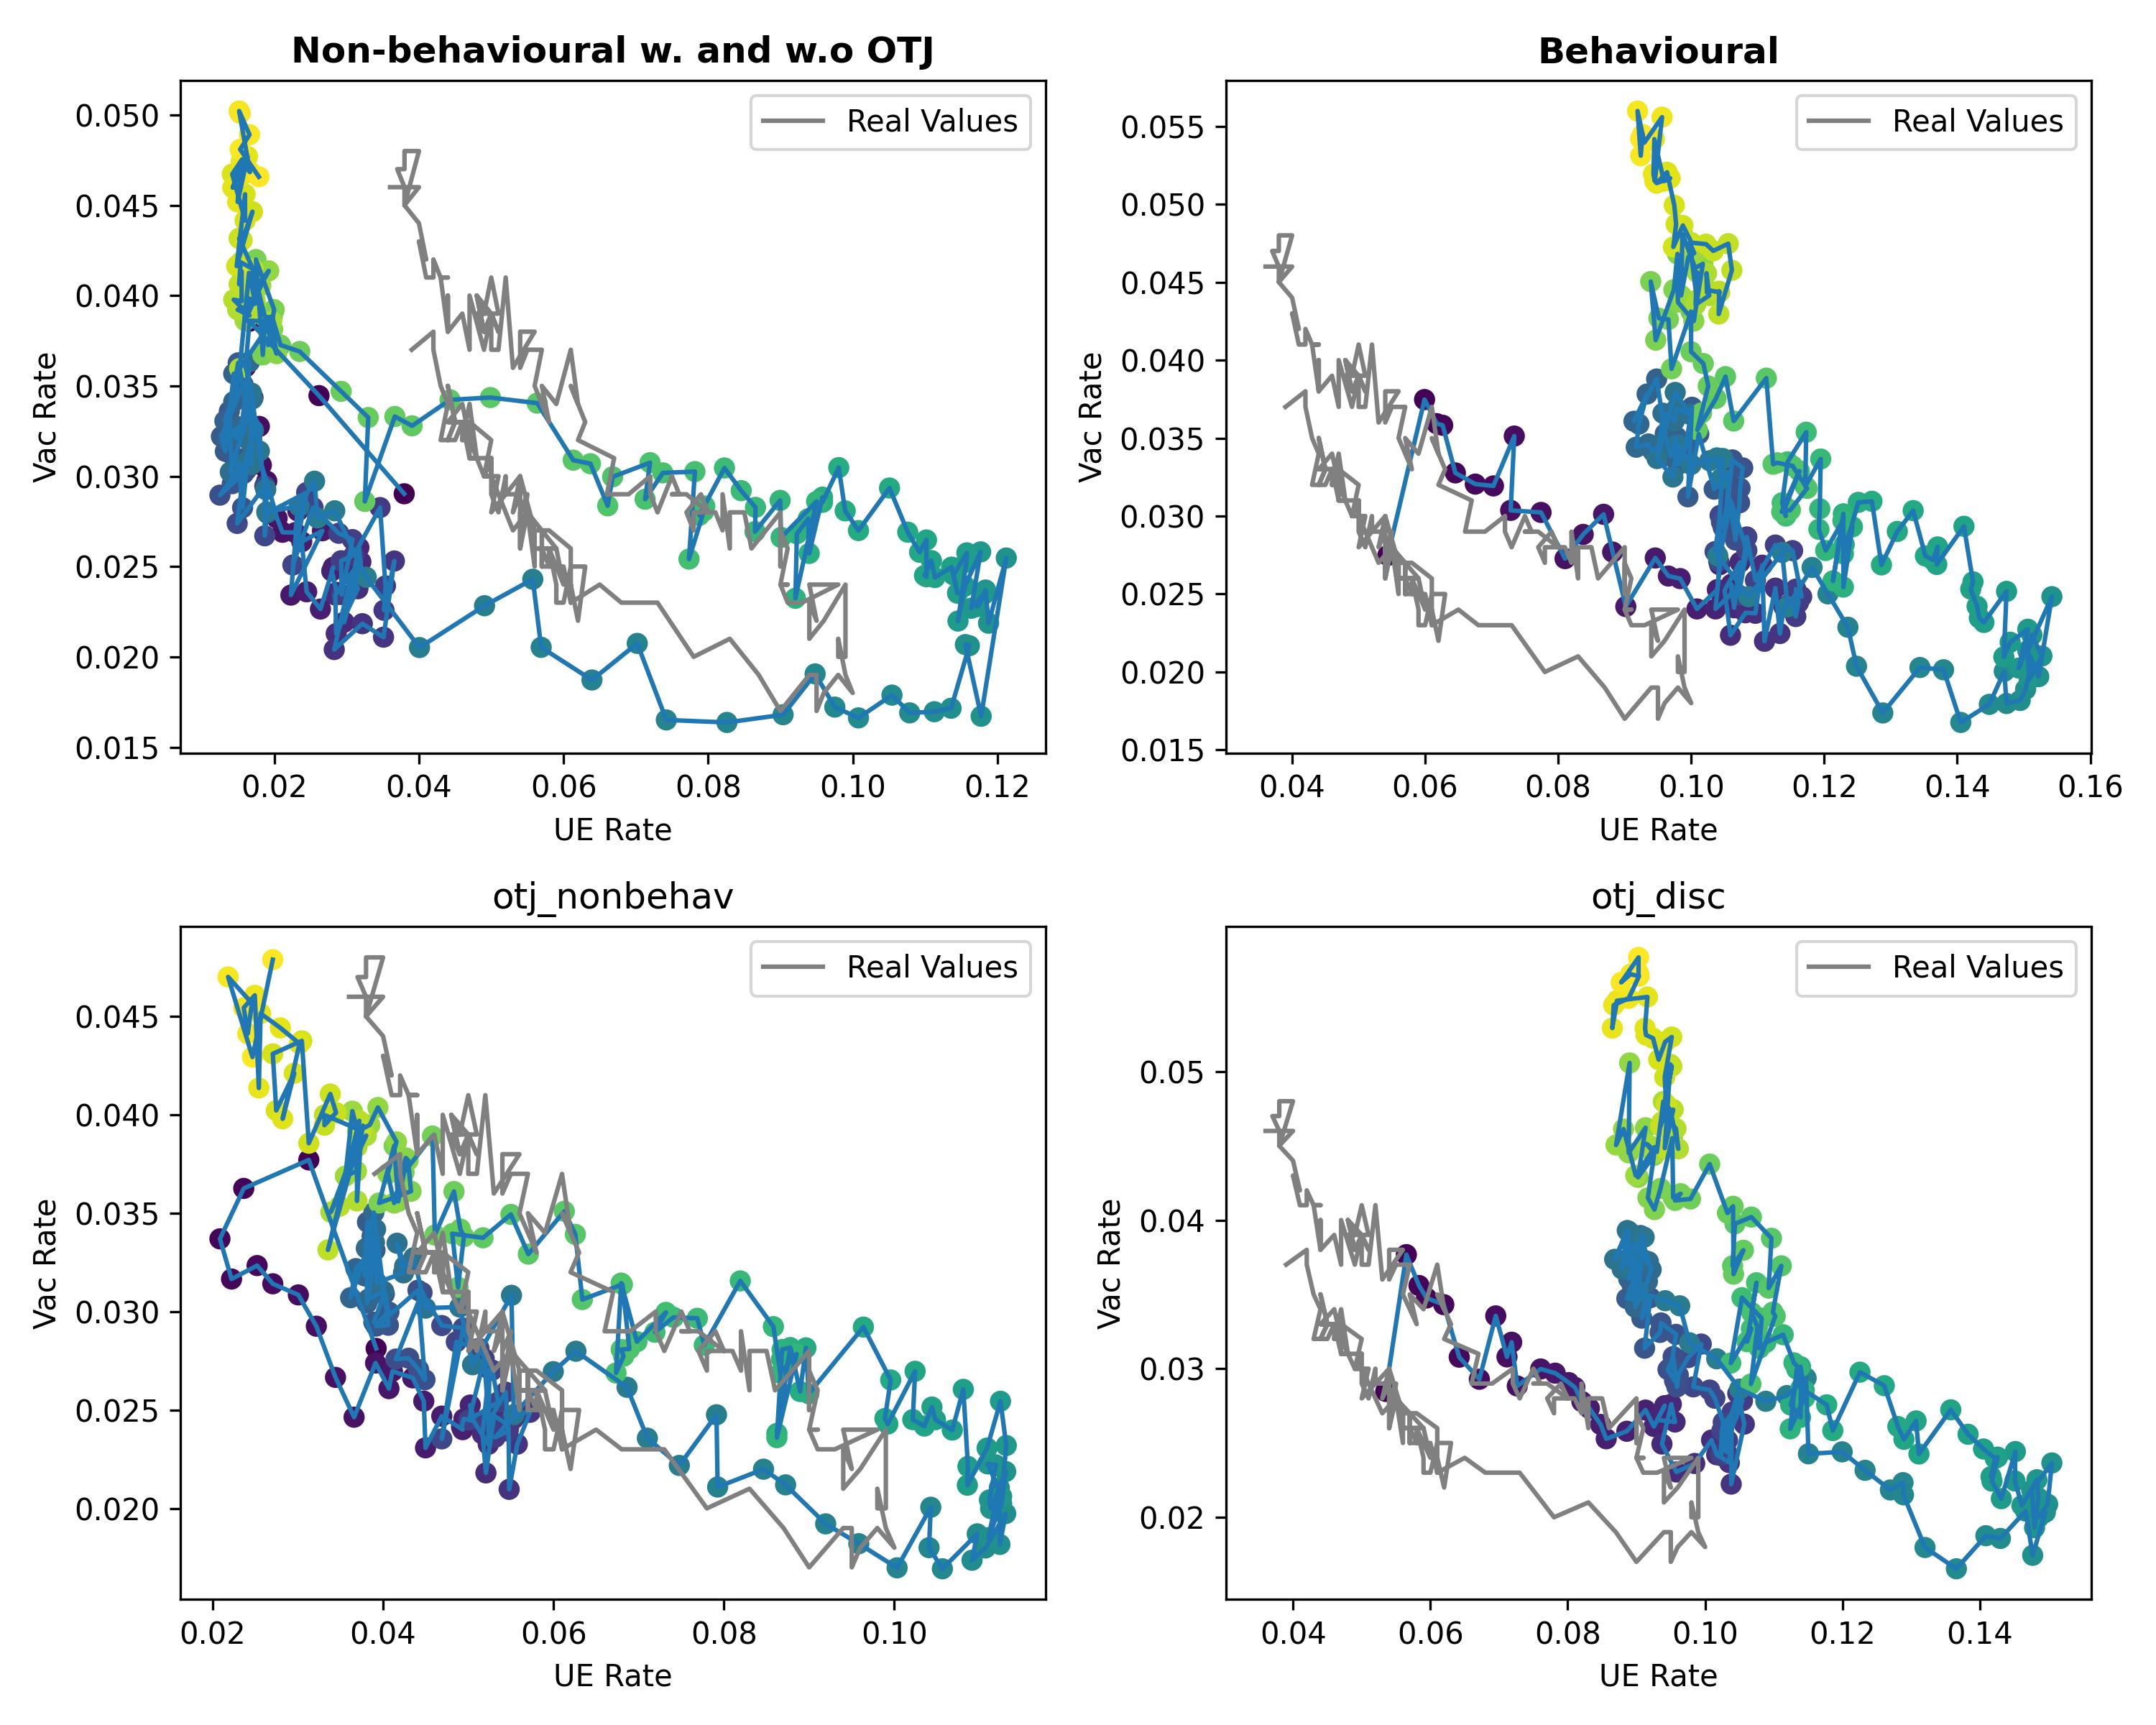 Non-behavioural w. and w.o OTJ
Real Values
0.050
0.045
0.040
0.035
0.030
0.025
0.020
0.015
Vac Rate
0.02 0.04 0.06 0.08 0.10 0.12
UE Rate
Behavioural
Real Values
0.055
0.050
0.045
0.040
0.035
0.030
0.025
0.020
0.015
Vac Rate
0.04 0.06 0.08 0.10 0.12 0.14 0.16
UE Rate
otj_nonbehav
Real Values
0.045
0.040
0.035
0.030
0.025
0.020
Vac Rate
0.02 0.04 0.06 0.08 0.10
UE Rate
otj_disc
Real Values
0.05
0.04
0.03
0.02
Vac Rate
0.04 0.06 0.08 0.10 0.12 0.14
UE Rate